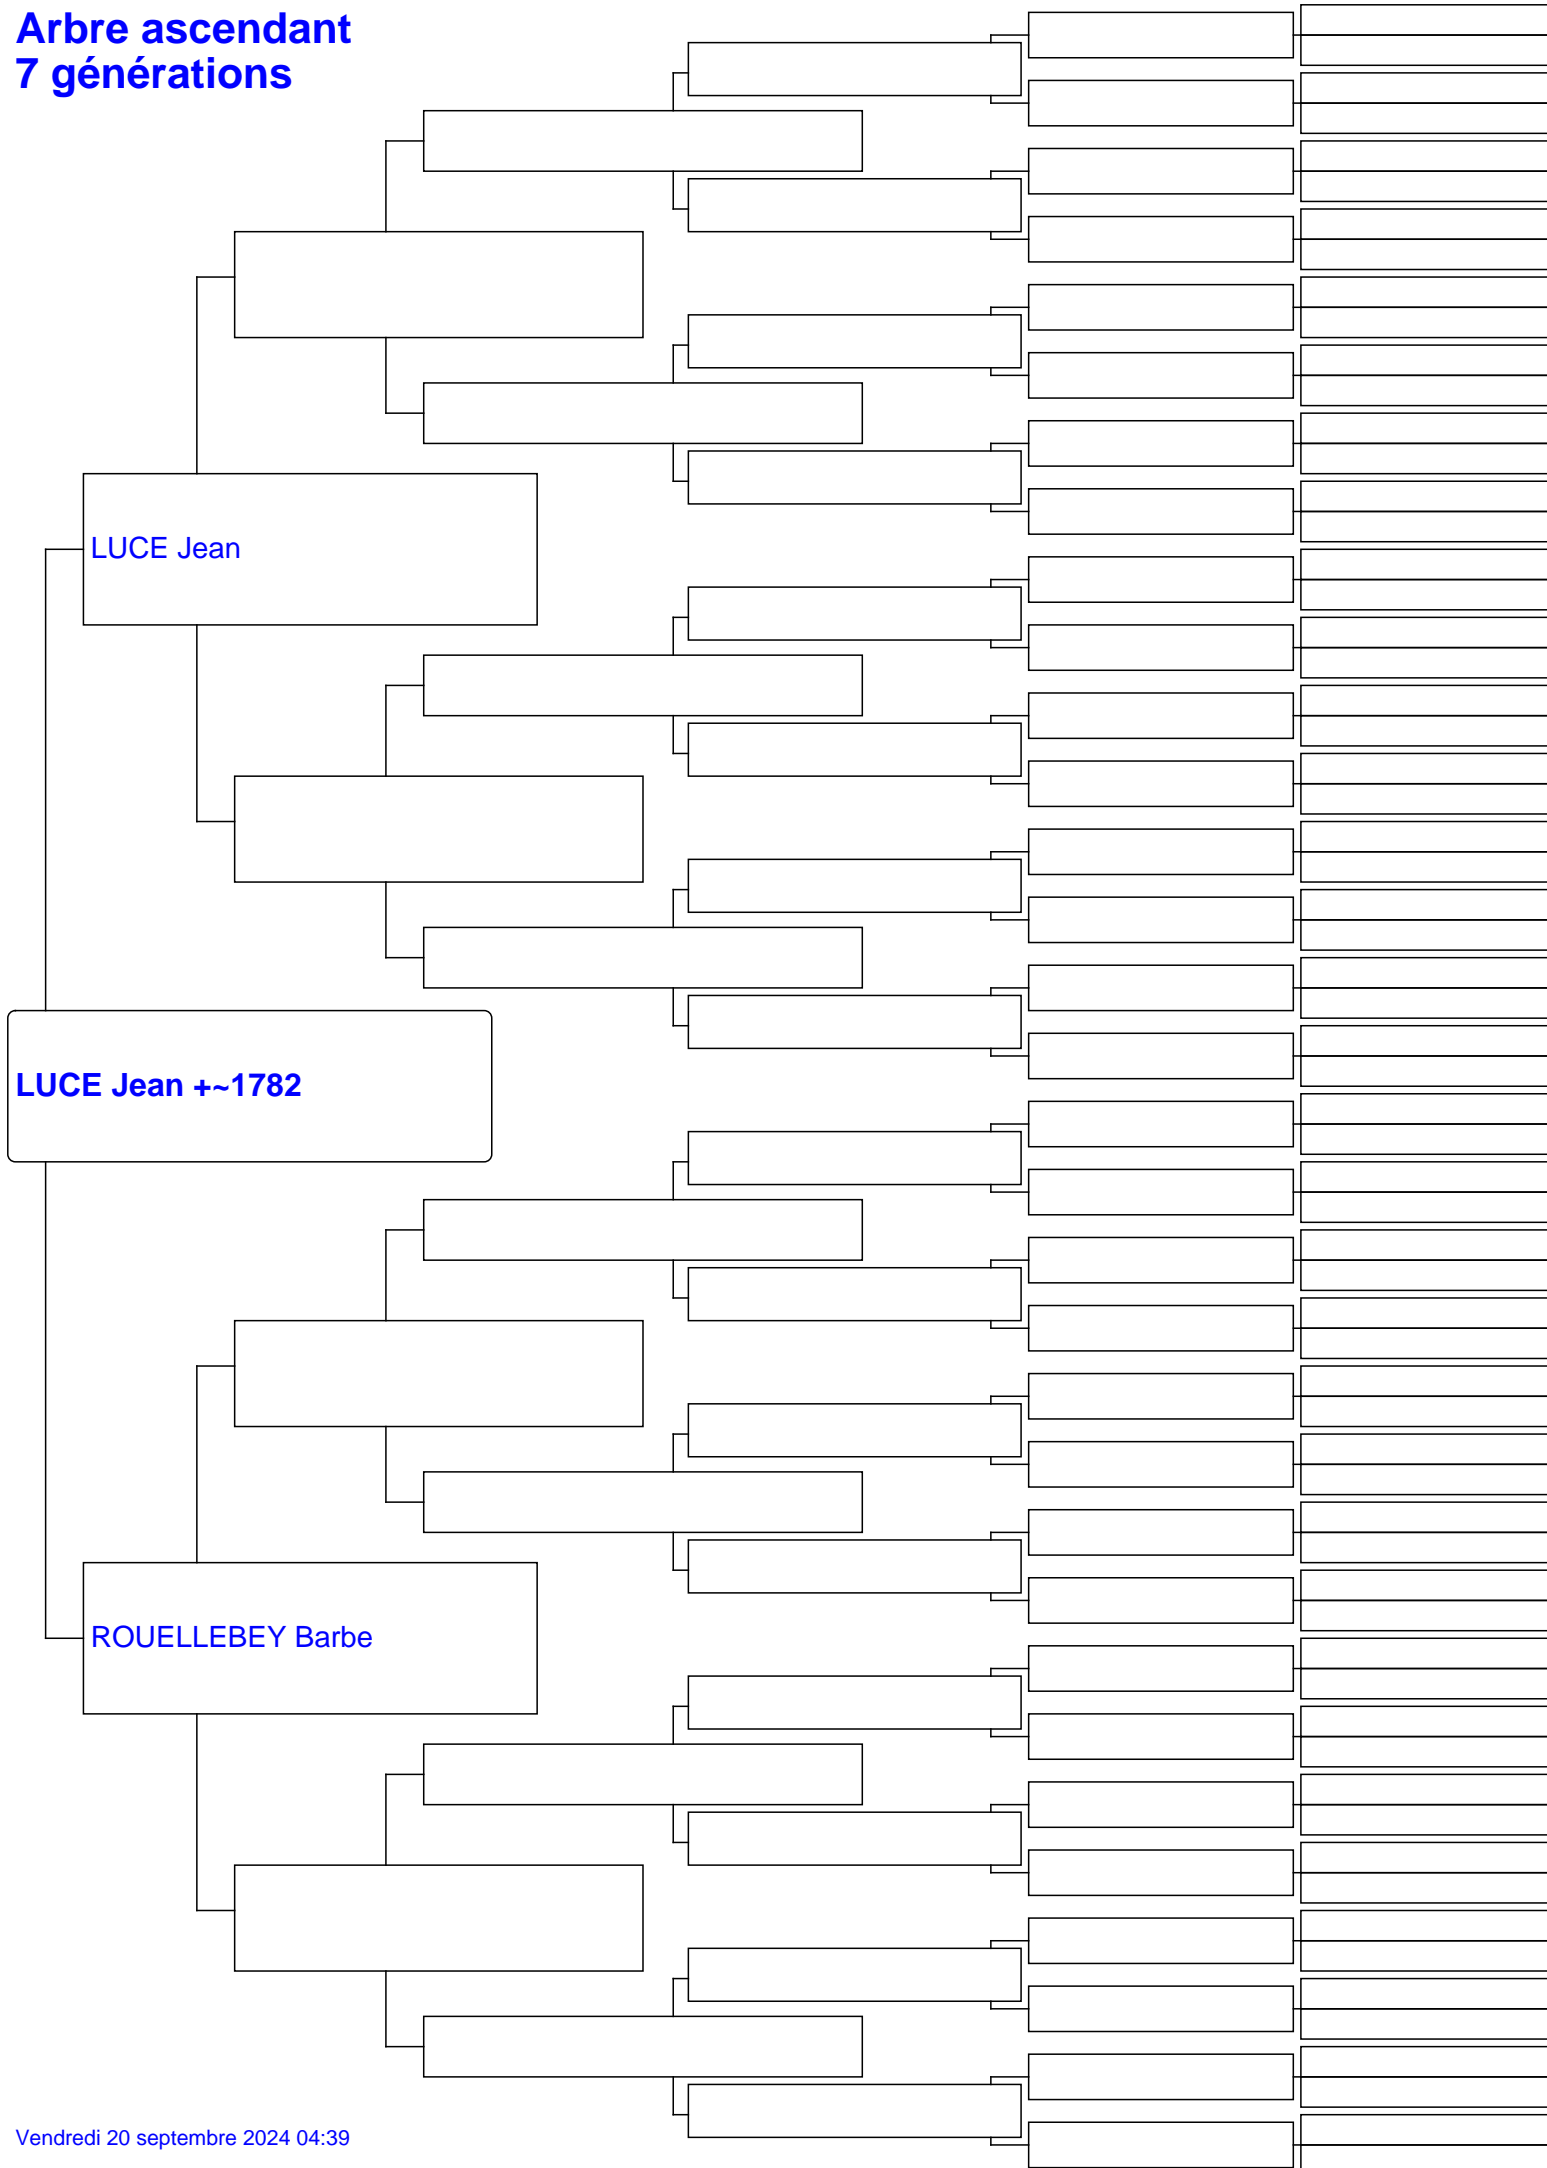 Arbre ascendant
7 générations
LUCE Jean
LUCE Jean +~1782
ROUELLEBEY Barbe
Vendredi 20 septembre 2024 04:39